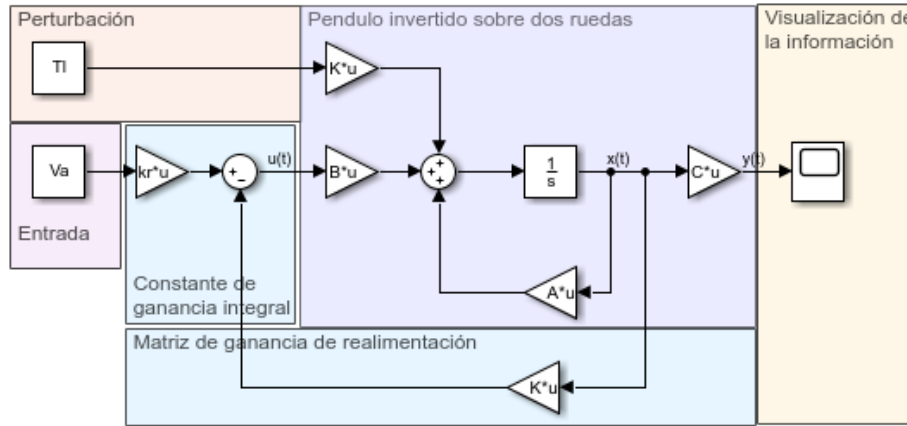 Perturbación
Pendulo invertido sobre dos ruedas
Visualización de
la información
Tl
K*u
Va
kr*u
u(t)
B*u
1
s
x(t)
C*u
y(t)
Entrada
Constante de
ganancia integral
A*u
Matriz de ganancia de realimentación
K*u